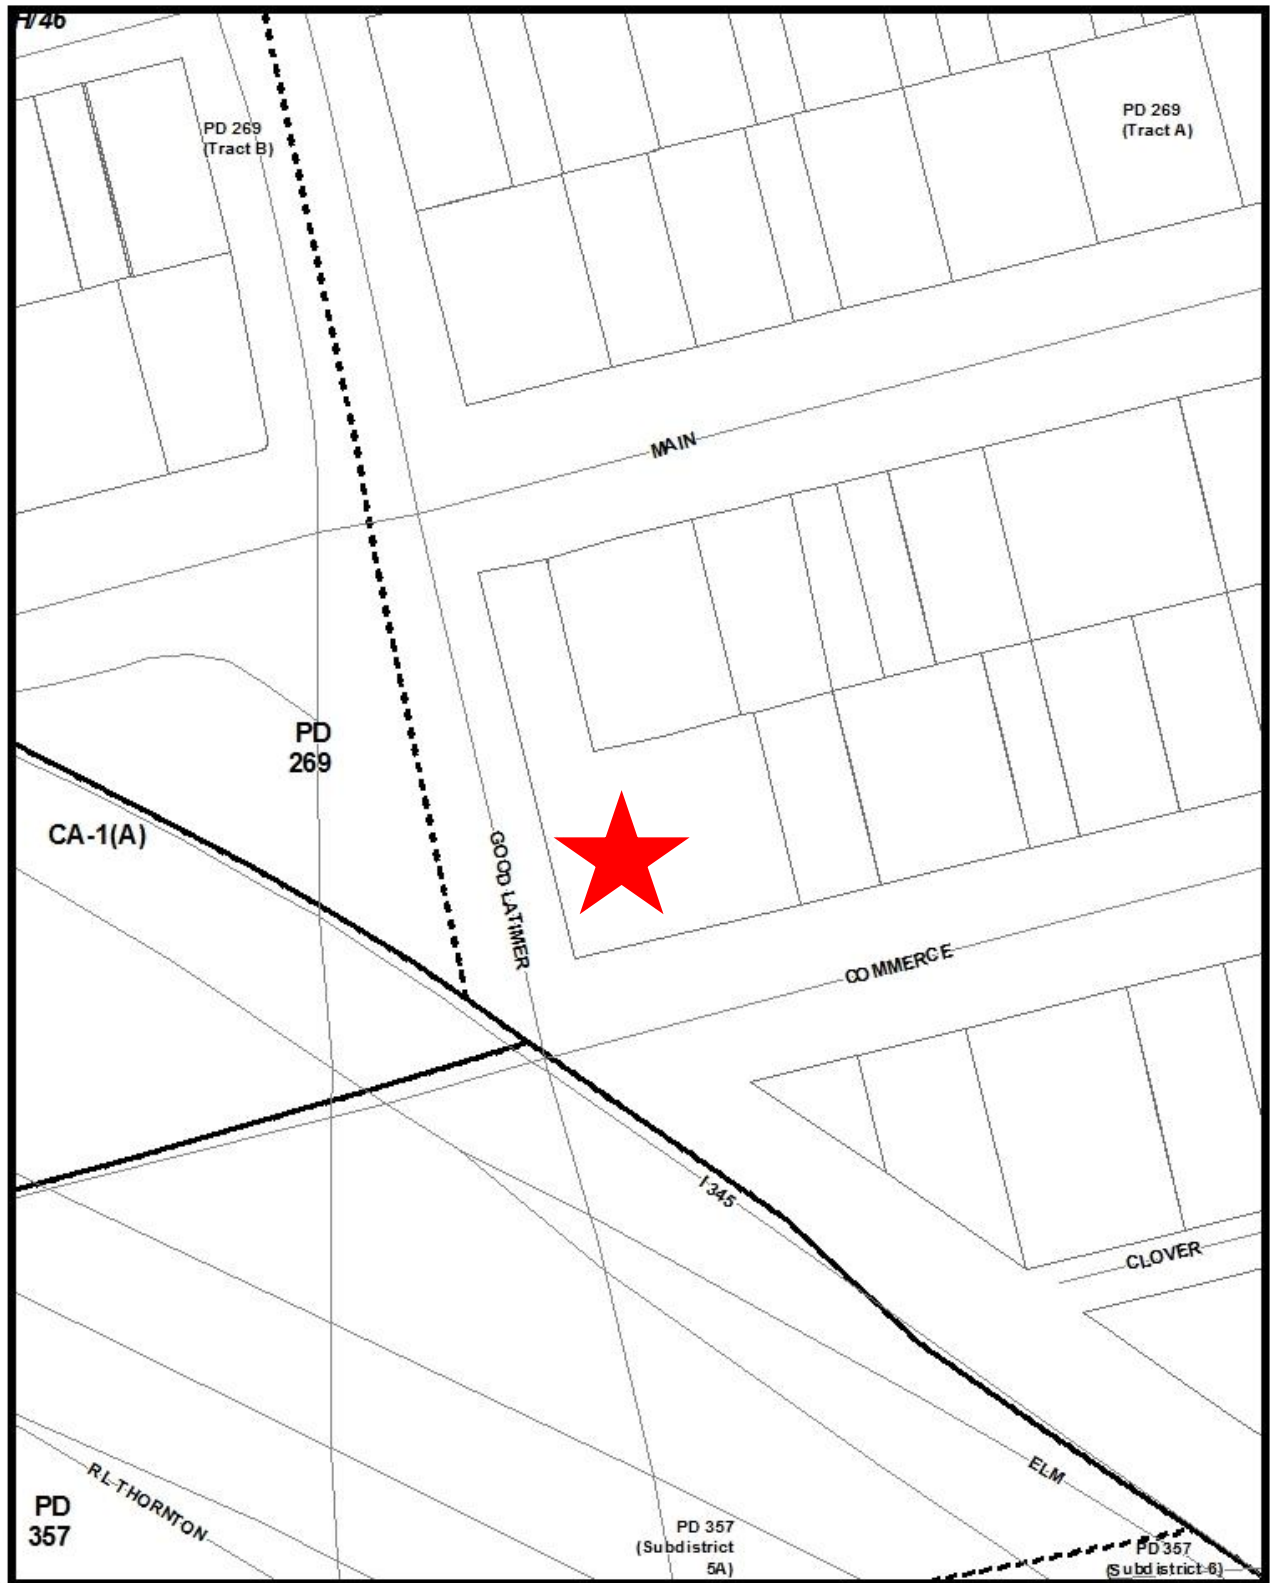 H/46
PD 269
(Tract B)
PD 269
(Tract A)
MAIN
PD
269
CA-1(A)
GOOD LATIMER
COMMERCE
I 345
CLOVER
ELM
RL THORNTON
PD
357
PD 357
(Subdistrict
5A)
PD 357
(Subdistrict 6)